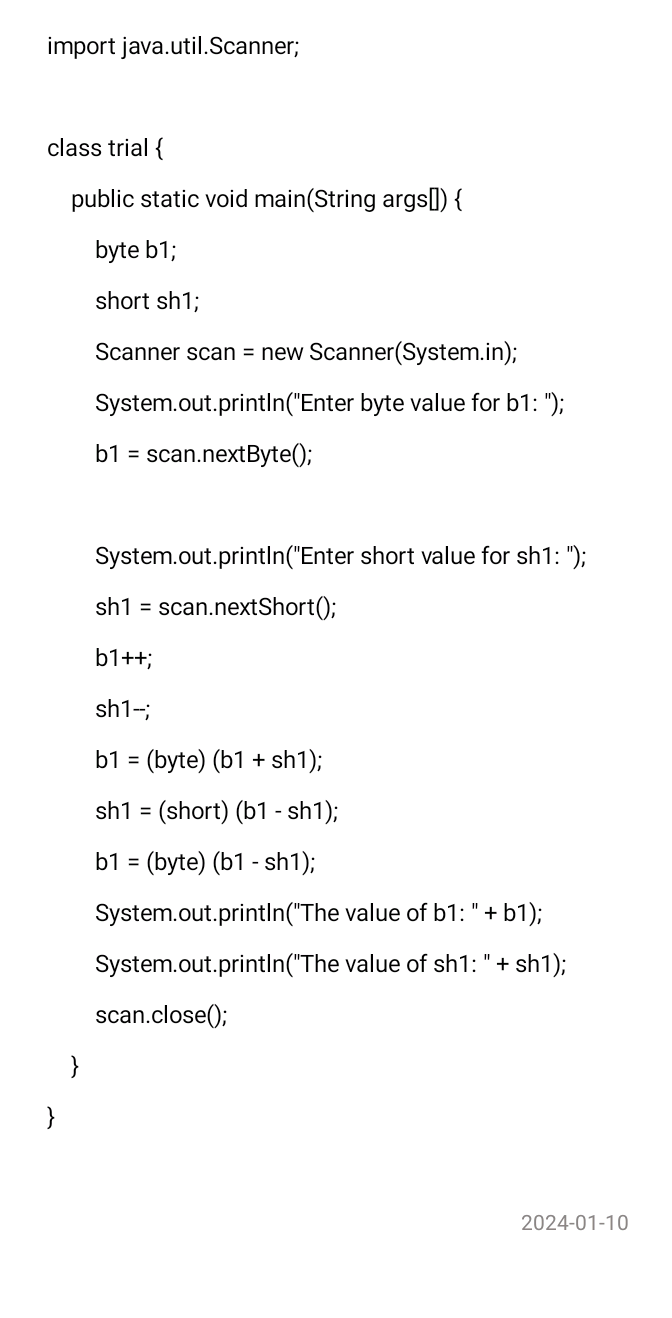 import java.util.Scanner;
class trial {
public static void main(String args[]) {
byte b1;
short sh1;
Scanner scan = new Scanner(System.in);
System.out.println("Enter byte value for b1: ");
b1 = scan.nextByte();
System.out.println("Enter short value for sh1: ");
sh1 = scan.nextShort();
b1++;
sh1--;
b1 = (byte) (b1 + sh1);
sh1 = (short) (b1 - sh1);
b1 = (byte) (b1 - sh1);
System.out.println("The value of b1: " + b1);
System.out.println("The value of sh1: " + sh1);
scan.close();
}
}
2024-01-10